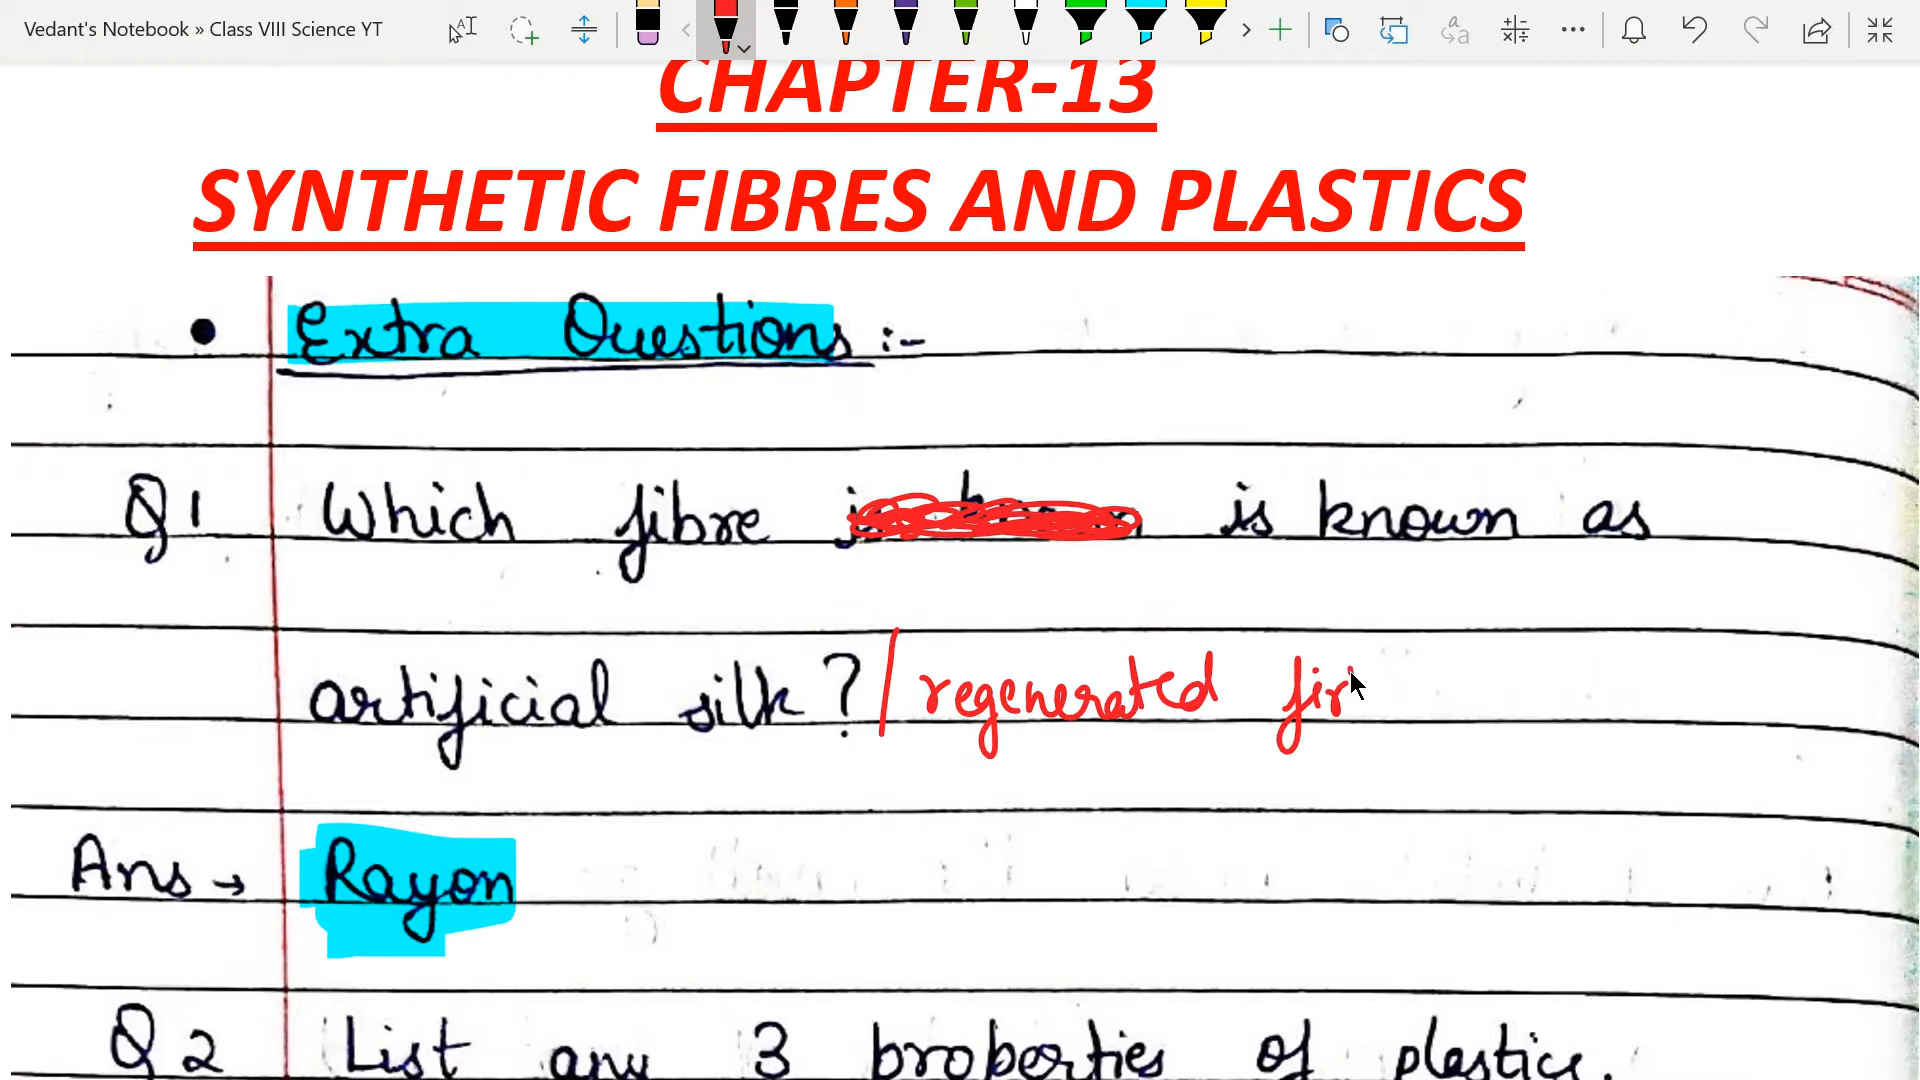 Vedant's Notebook » Class VIII Science YT
CHAPTER-13
SYNTHETIC FIBRES AND PLASTICS
• Extra Questions :-
Q1 Which fibre is known as
artificial silk? / regenerated fir
Ans → Rayon
Q2 List any 3 properties of plastics.